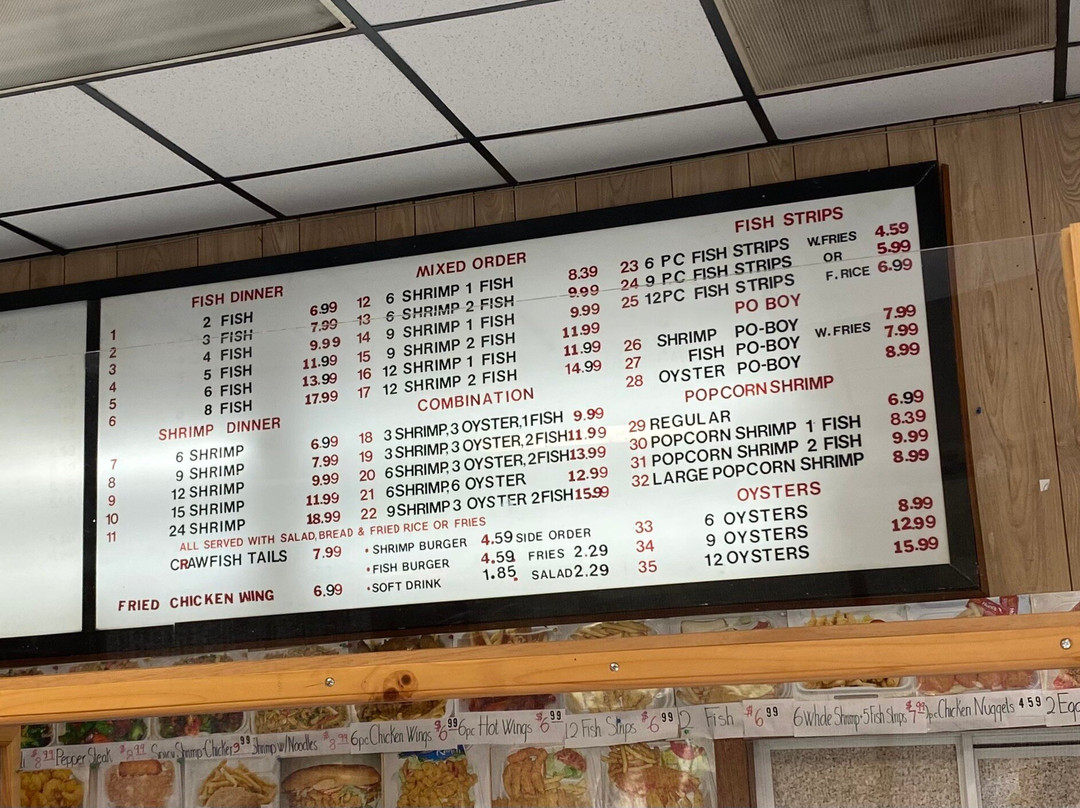 FISH DINNER
1 2 FISH 6.99
2 3 FISH 7.99
3 4 FISH 9.99
4 5 FISH 11.99
5 6 FISH 13.99
6 8 FISH 17.99
SHRIMP DINNER
7 6 SHRIMP 6.99
8 9 SHRIMP 7.99
9 12 SHRIMP 9.99
10 15 SHRIMP 11.99
11 24 SHRIMP 18.99
ALL SERVED WITH SALAD, BREAD & FRIED RICE OR FRIES
CRAWFISH TAILS 7.99
FRIED CHICKEN WING 6.99
MIXED ORDER
12 6 SHRIMP 1 FISH 8.39
13 6 SHRIMP 2 FISH 9.99
14 9 SHRIMP 1 FISH 9.99
15 9 SHRIMP 2 FISH 11.99
16 12 SHRIMP 1 FISH 11.99
17 12 SHRIMP 2 FISH 14.99
COMBINATION
18 3 SHRIMP, 3 OYSTER, 1 FISH 9.99
19 3 SHRIMP, 3 OYSTER, 2 FISH 11.99
20 6 SHRIMP, 3 OYSTER, 2 FISH 13.99
21 6 SHRIMP, 6 OYSTER 12.99
22 9 SHRIMP 3 OYSTER 2 FISH 15.99
• SHRIMP BURGER 4.59 SIDE ORDER
• FISH BURGER 4.59 FRIES 2.29
• SOFT DRINK 1.85 SALAD 2.29
FISH STRIPS
23 6 PC FISH STRIPS W.FRIES 4.59
24 9 PC FISH STRIPS OR 5.99
25 12PC FISH STRIPS F. RICE 6.99
PO BOY
26 SHRIMP PO-BOY 7.99
27 FISH PO-BOY W. FRIES 7.99
28 OYSTER PO-BOY 8.99
POPCORN SHRIMP
29 REGULAR 6.99
30 POPCORN SHRIMP 1 FISH 8.39
31 POPCORN SHRIMP 2 FISH 9.99
32 LARGE POPCORN SHRIMP 8.99
OYSTERS
33 6 OYSTERS 8.99
34 9 OYSTERS 12.99
35 12 OYSTERS 15.99
Pepper Steak $8.99
Shrimp w/Noodles $8.99
6pc Chicken Wings $6.99
6pc Hot Wings $6.99
12 Fish Strips $6.99
2 Fish $6.99
6 Whole Shrimp + 5 Fish Strips $7.99
Chicken Nuggets 4.59